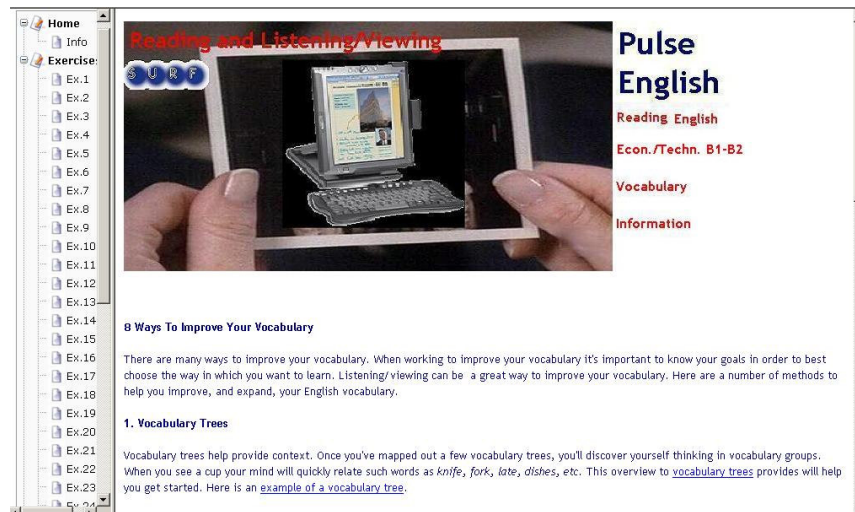 Home
Info
Exercise
Ex.1
Ex.2
Ex.3
Ex.4
Ex.5
Ex.6
Ex.7
Ex.8
Ex.9
Ex.10
Ex.11
Ex.12
Ex.13
Ex.14
Ex.15
Ex.16
Ex.17
Ex.18
Ex.19
Ex.20
Ex.21
Ex.22
Ex.23
Ex.24
Reading and Listening/Viewing
SURF
Pulse
English
Reading English
Econ./Techn. B1-B2
Vocabulary
Information
8 Ways To Improve Your Vocabulary
There are many ways to improve your vocabulary. When working to improve your vocabulary it's important to know your goals in order to best
choose the way in which you want to learn. Listening/viewing can be a great way to improve your vocabulary. Here are a number of methods to
help you improve, and expand, your English vocabulary.
1. Vocabulary Trees
Vocabulary trees help provide context. Once you've mapped out a few vocabulary trees, you'll discover yourself thinking in vocabulary groups.
When you see a cup your mind will quickly relate such words as knife, fork, late, dishes, etc. This overview to vocabulary trees provides will help
you get started. Here is an example of a vocabulary tree.